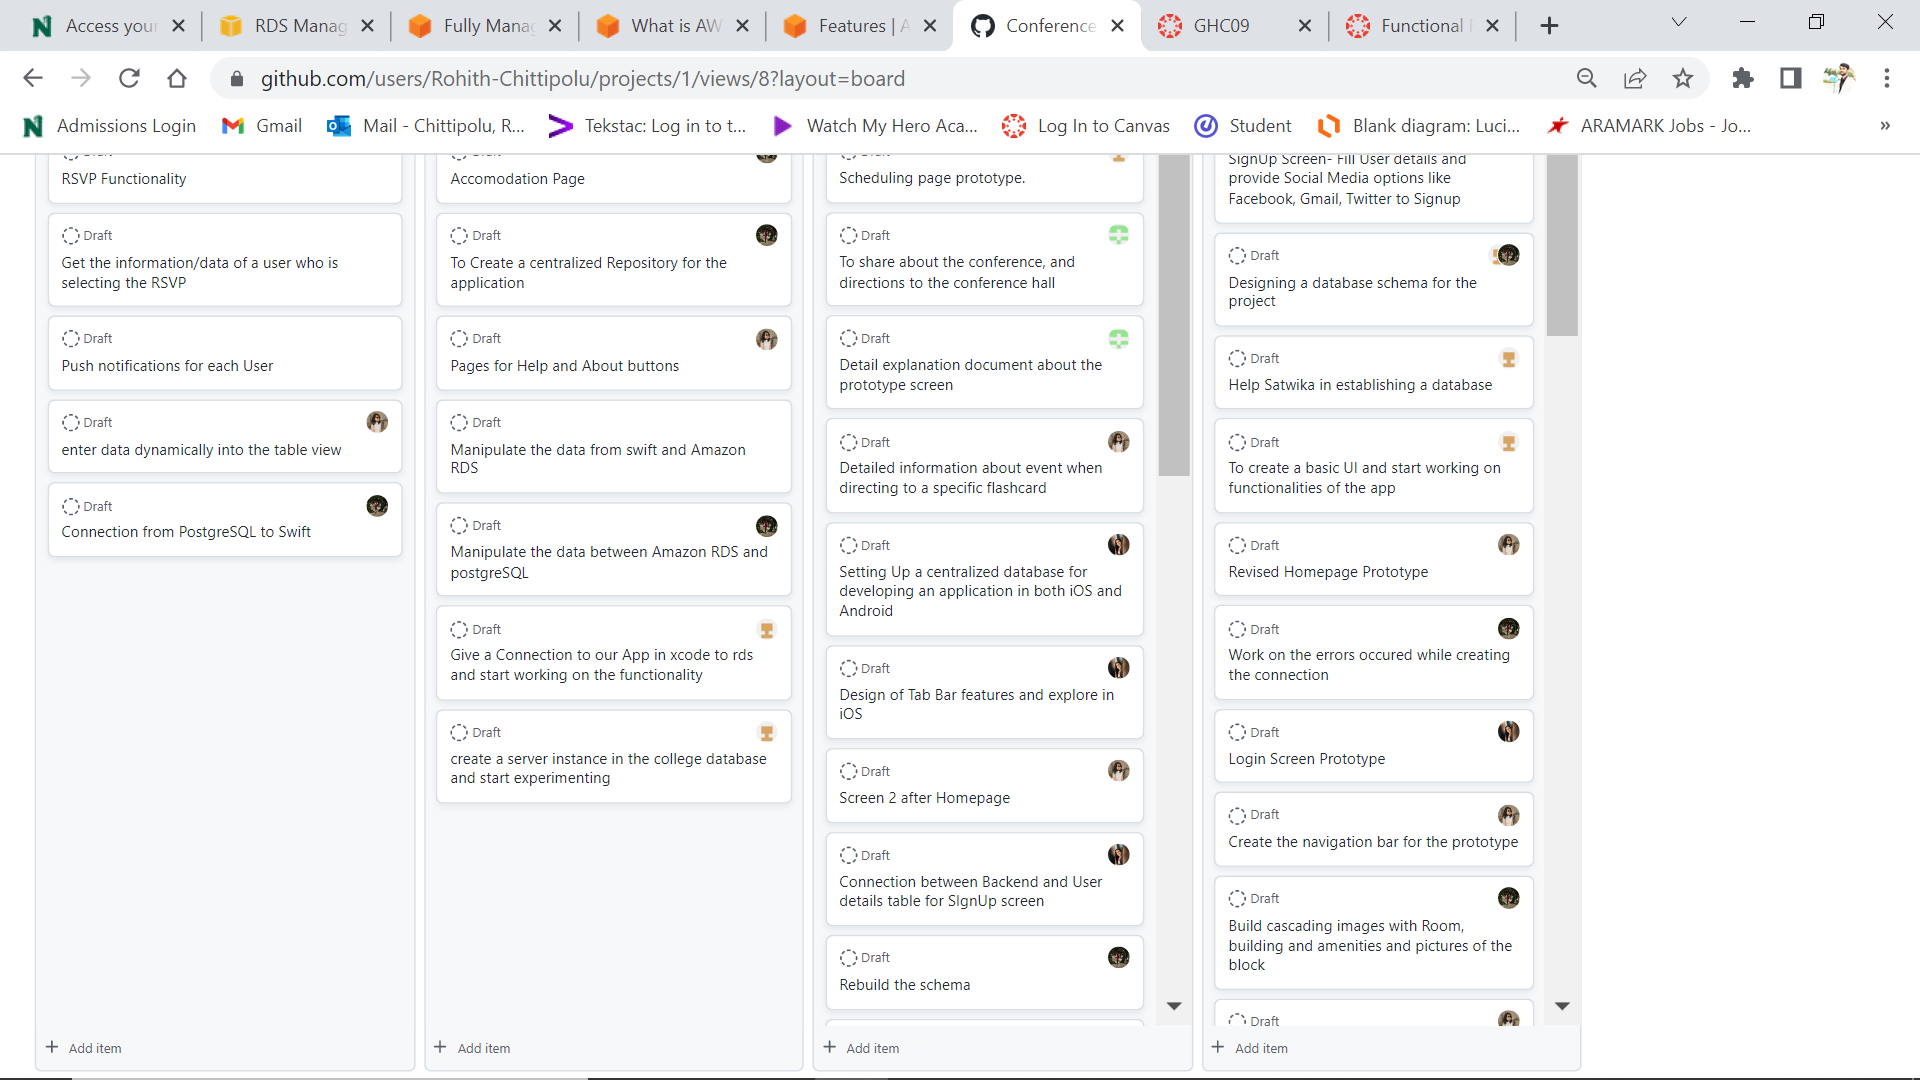 Access your
RDS Manag
Fully Manag
What is AW
Features | A
Conference
GHC09
Functional
github.com/users/Rohith-Chittipolu/projects/1/views/8?layout=board
Admissions Login
Gmail
Mail - Chittipolu, R...
Tekstac: Log in to t...
Watch My Hero Aca...
Log In to Canvas
Student
Blank diagram: Luci...
ARAMARK Jobs - Jo...
»
Draft
RSVP Functionality
Draft
Get the information/data of a user who is
selecting the RSVP
Draft
Push notifications for each User
Draft
enter data dynamically into the table view
Draft
Connection from PostgreSQL to Swift
+ Add item
Draft
Accomodation Page
Draft
To Create a centralized Repository for the
application
Draft
Pages for Help and About buttons
Draft
Manipulate the data from swift and Amazon
RDS
Draft
Manipulate the data between Amazon RDS and
postgreSQL
Draft
Give a Connection to our App in xcode to rds
and start working on the functionality
Draft
create a server instance in the college database
and start experimenting
+ Add item
Draft
Scheduling page prototype.
Draft
To share about the conference, and
directions to the conference hall
Draft
Detail explanation document about the
prototype screen
Draft
Detailed information about event when
directing to a specific flashcard
Draft
Setting Up a centralized database for
developing an application in both iOS and
Android
Draft
Design of Tab Bar features and explore in
iOS
Draft
Screen 2 after Homepage
Draft
Connection between Backend and User
details table for SIgnUp screen
Draft
Rebuild the schema
+ Add item
SignUp Screen- Fill User details and
provide Social Media options like
Facebook, Gmail, Twitter to Signup
Draft
Designing a database schema for the
project
Draft
Help Satwika in establishing a database
Draft
To create a basic UI and start working on
functionalities of the app
Draft
Revised Homepage Prototype
Draft
Work on the errors occured while creating
the connection
Draft
Login Screen Prototype
Draft
Create the navigation bar for the prototype
Draft
Build cascading images with Room,
building and amenities and pictures of the
block
Draft
+ Add item